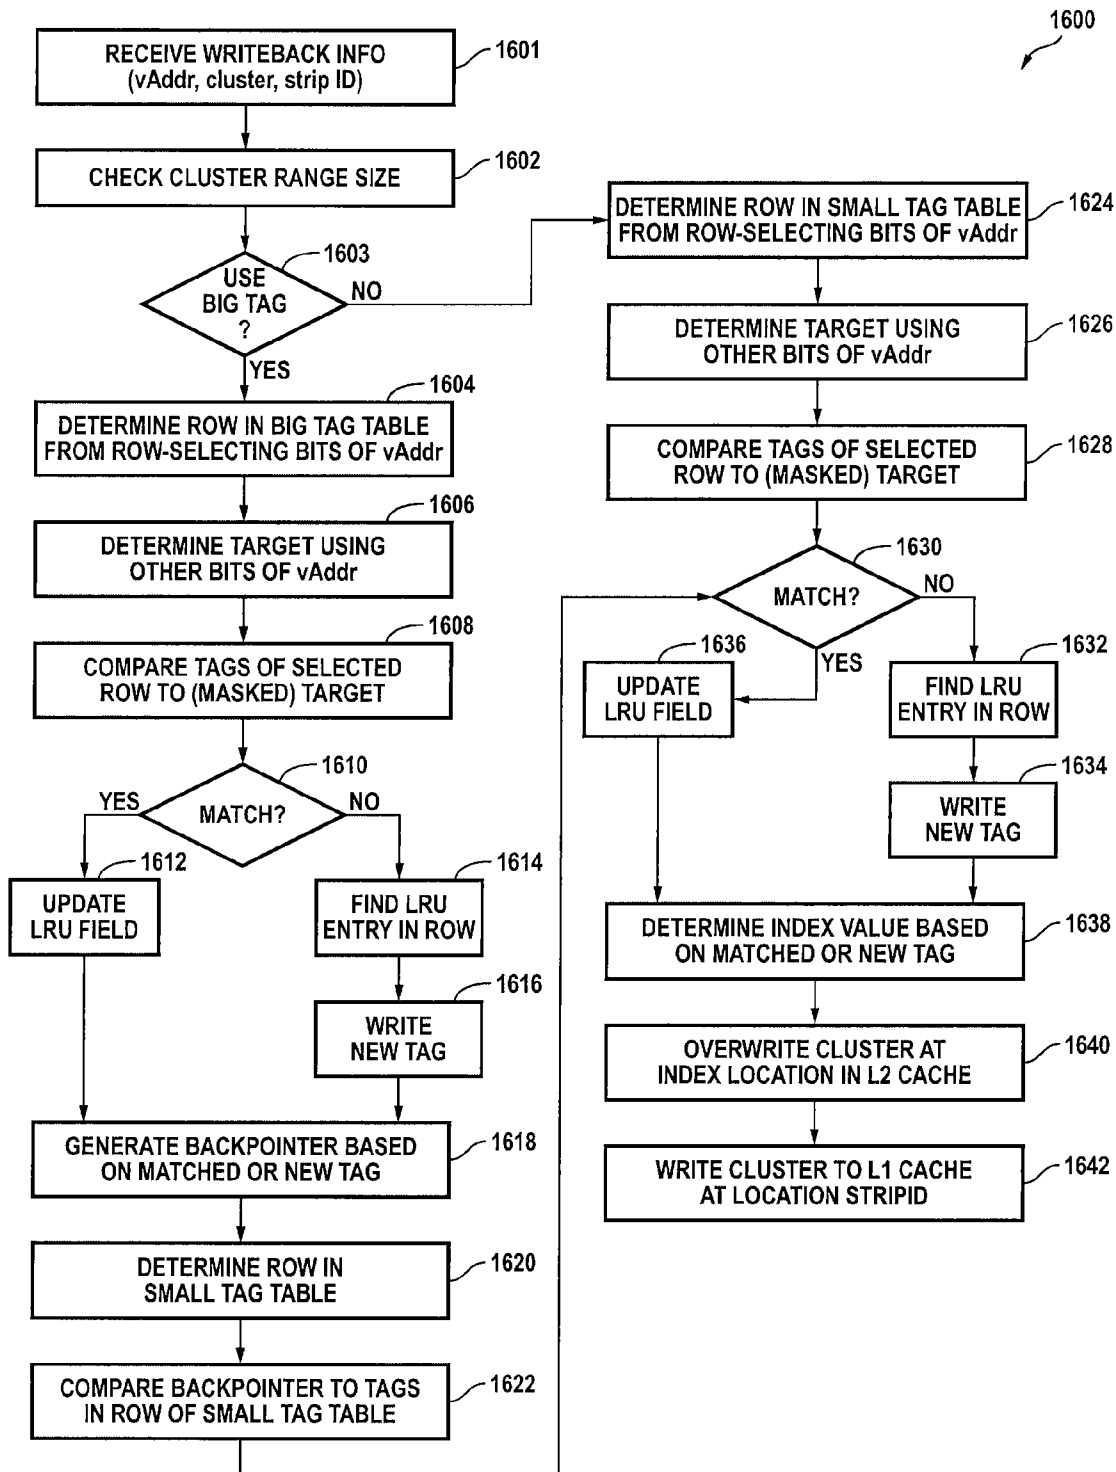 1600
RECEIVE WRITEBACK INFO
(vAddr, cluster, strip ID)
1601
CHECK CLUSTER RANGE SIZE
1602
USE
BIG TAG
?
1603
NO
YES
DETERMINE ROW IN BIG TAG TABLE
FROM ROW-SELECTING BITS OF vAddr
1604
DETERMINE TARGET USING
OTHER BITS OF vAddr
1606
COMPARE TAGS OF SELECTED
ROW TO (MASKED) TARGET
1608
MATCH?
1610
YES
NO
UPDATE
LRU FIELD
1612
FIND LRU
ENTRY IN ROW
1614
WRITE
NEW TAG
1616
GENERATE BACKPOINTER BASED
ON MATCHED OR NEW TAG
1618
DETERMINE ROW IN
SMALL TAG TABLE
1620
COMPARE BACKPOINTER TO TAGS
IN ROW OF SMALL TAG TABLE
1622
DETERMINE ROW IN SMALL TAG TABLE
FROM ROW-SELECTING BITS OF vAddr
1624
DETERMINE TARGET USING
OTHER BITS OF vAddr
1626
COMPARE TAGS OF SELECTED
ROW TO (MASKED) TARGET
1628
MATCH?
1630
NO
YES
UPDATE
LRU FIELD
1636
FIND LRU
ENTRY IN ROW
1632
WRITE
NEW TAG
1634
DETERMINE INDEX VALUE BASED
ON MATCHED OR NEW TAG
1638
OVERWRITE CLUSTER AT
INDEX LOCATION IN L2 CACHE
1640
WRITE CLUSTER TO L1 CACHE
AT LOCATION STRIPID
1642